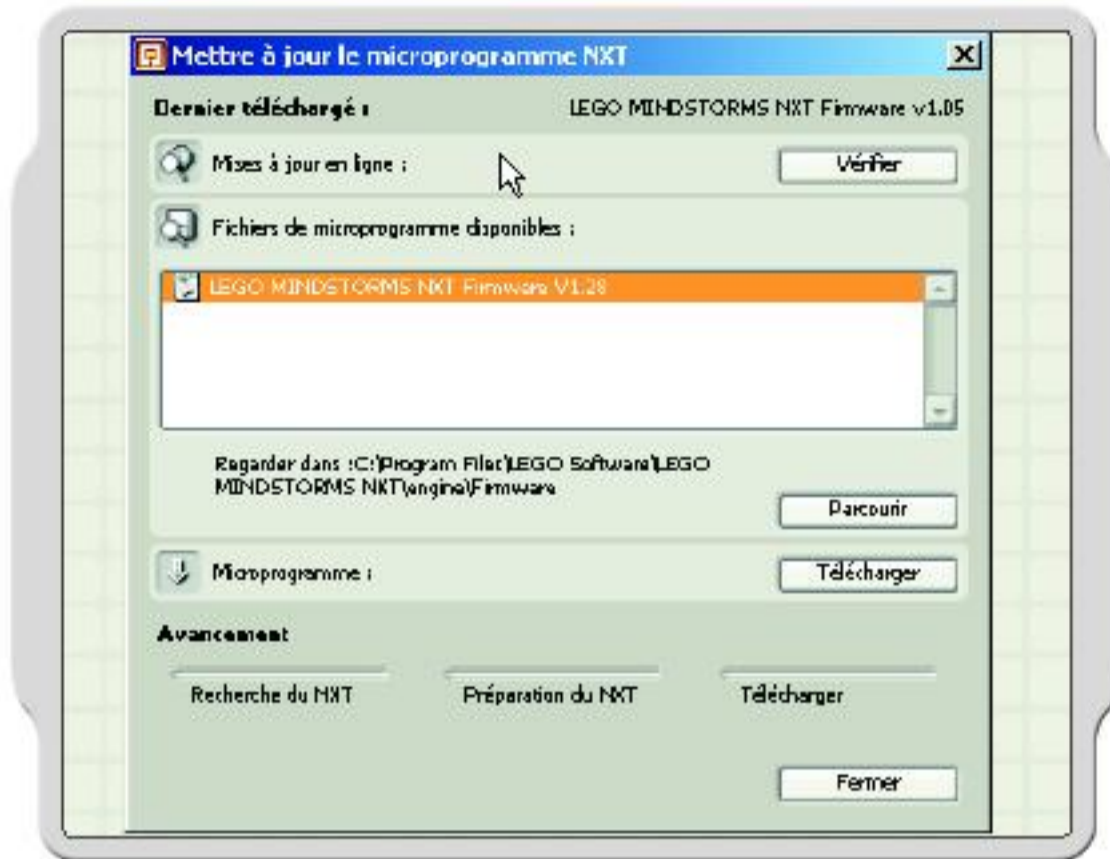 Mettre à jour le microprogramme NXT
Dernier téléchargé : LEGO MINDSTORMS NXT Firmware v1.05
Mises à jour en ligne : Vérifier
Fichiers de microprogramme disponibles :
LEGO MINDSTORMS NXT Firmware V1.28
Regarder dans :C:\Program Files\LEGO Software\LEGO
MINDSTORMS NXT\engine\Firmware
Parcourir
Microprogramme : Télécharger
Avancement
Recherche du NXT Préparation du NXT Télécharger
Fermer